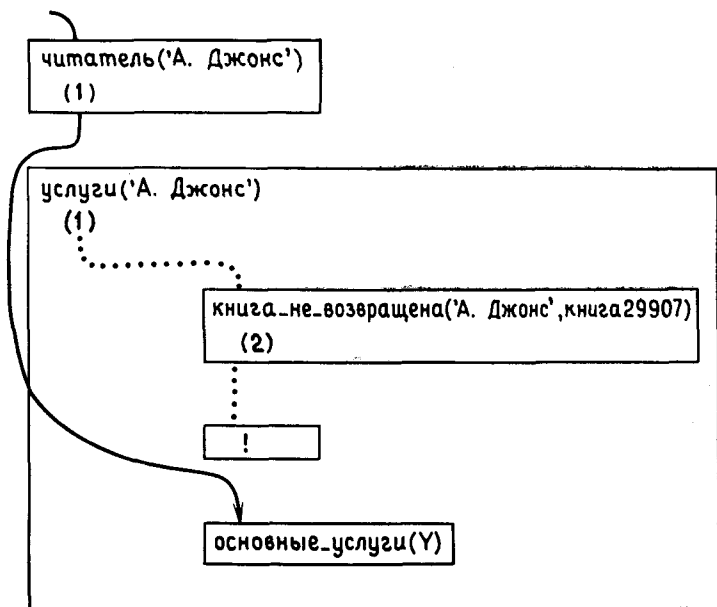 читатель('А. Джонс')
(1)
услуги('А. Джонс')
(1)
книга_не_возвращена('А. Джонс',книга29907)
(2)
!
основные_услуги(Y)